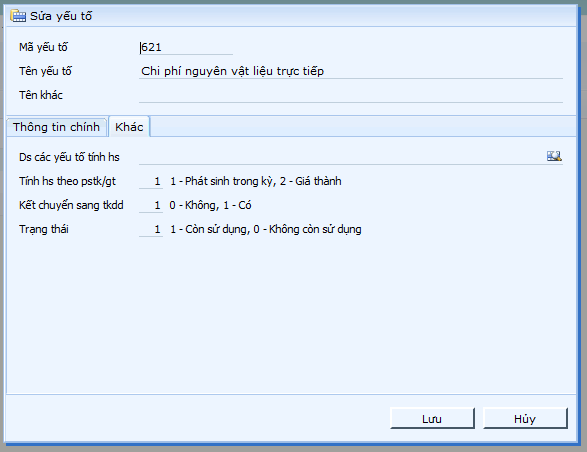 Sửa yếu tố
Mã yếu tố 621
Tên yếu tố Chi phí nguyên vật liệu trực tiếp
Tên khác
Thông tin chính Khác
Ds các yếu tố tính hs
Tính hs theo pstk/gt 1 1 - Phát sinh trong kỳ, 2 - Giá thành
Kết chuyển sang tkdd 1 0 - Không, 1 - Có
Trạng thái 1 1 - Còn sử dụng, 0 - Không còn sử dụng
Lưu Hủy